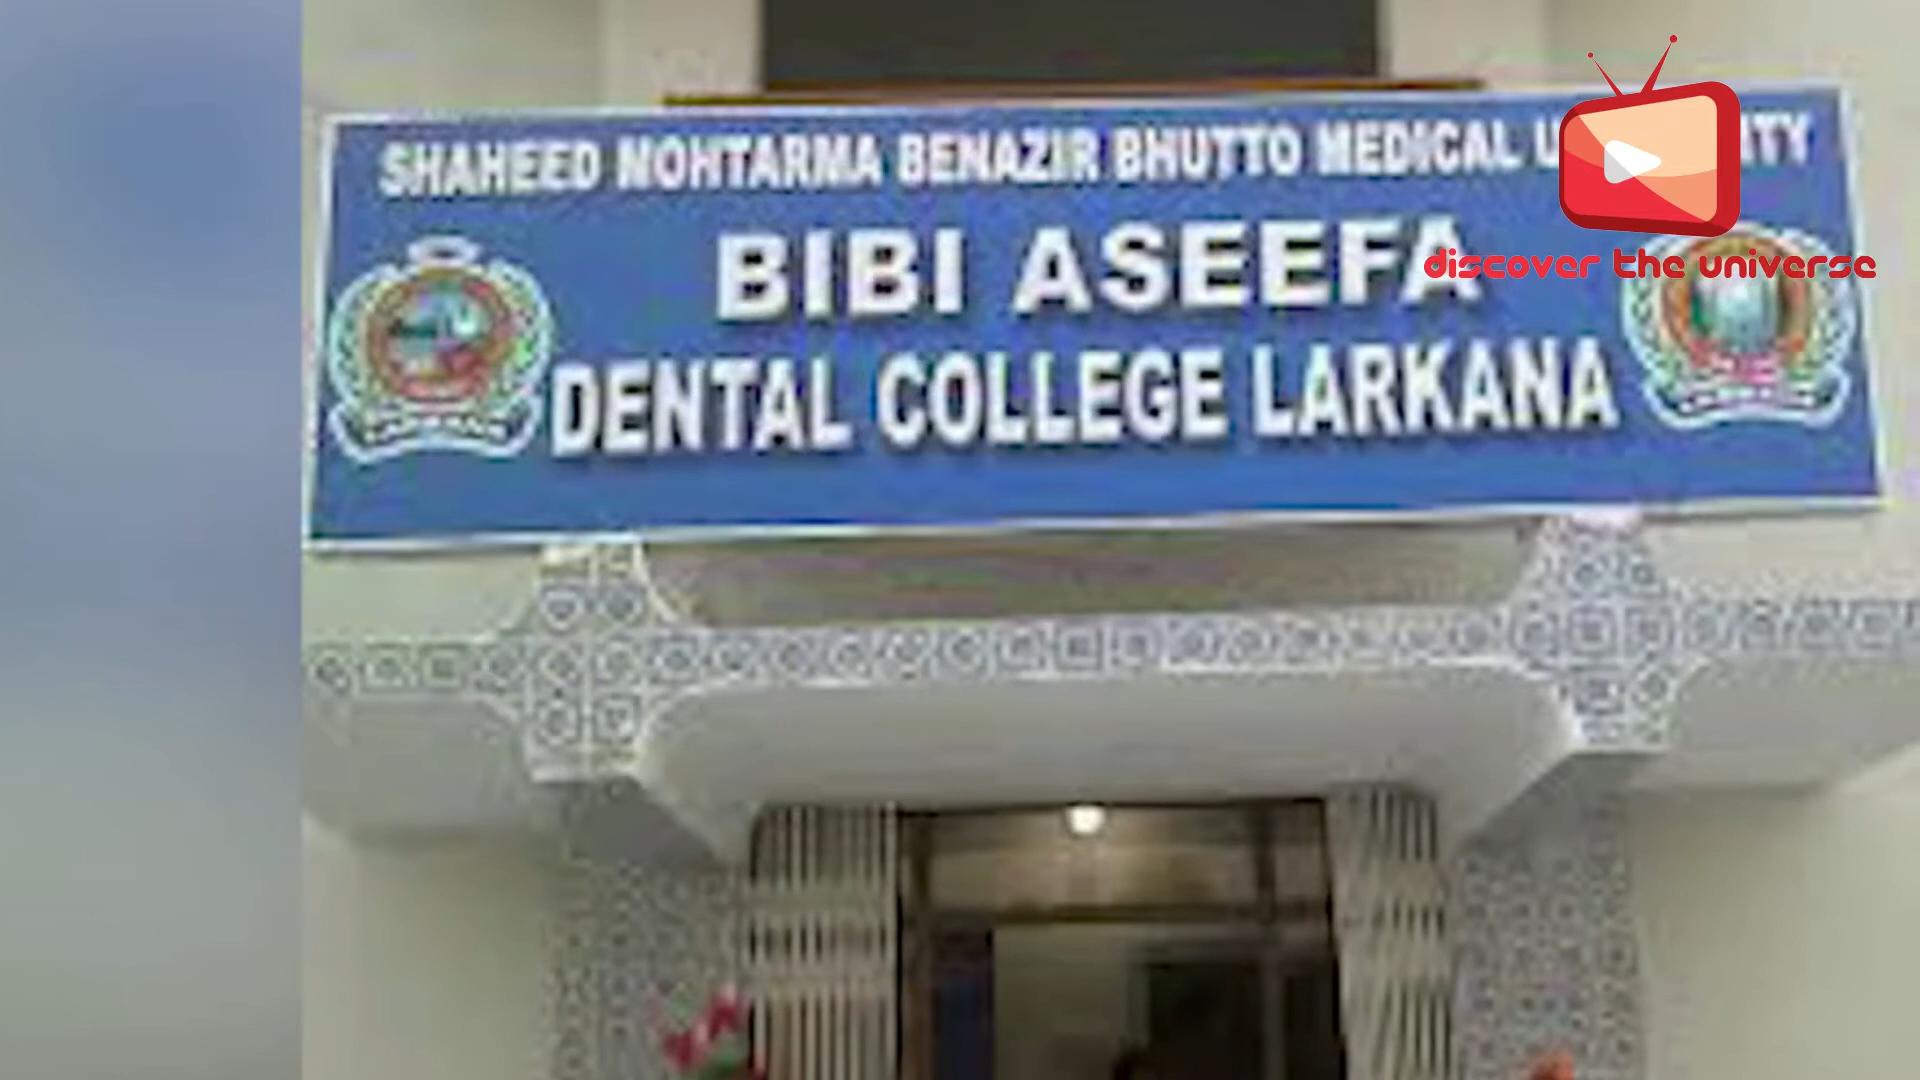 SHAHEED MOHTARMA BENAZIR BHUTTO MEDICAL
BIBI ASEEFA
DENTAL COLLEGE LARKANA
discover the universe